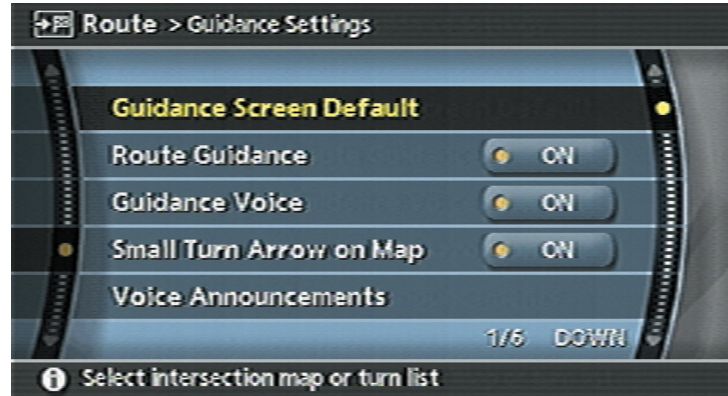 Route > Guidance Settings
Guidance Screen Default
Route Guidance ON
Guidance Voice ON
Small Turn Arrow on Map ON
Voice Announcements
1/6 DOWN
Select intersection map or turn list